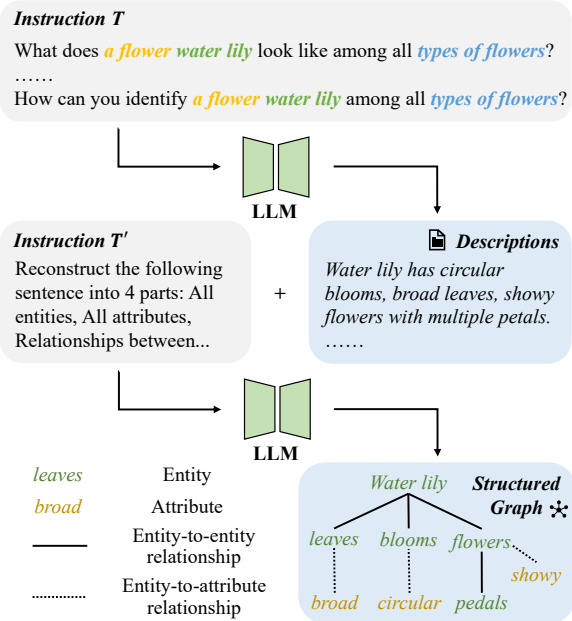 Instruction T
What does a flower water lily look like among all types of flowers?
......
How can you identify a flower water lily among all types of flowers?
LLM
Instruction T′
Reconstruct the following
sentence into 4 parts: All
entities, All attributes,
Relationships between...
+
Descriptions
Water lily has circular
blooms, broad leaves, showy
flowers with multiple petals.
......
LLM
leaves Entity
broad Attribute
Entity-to-entity
relationship
Entity-to-attribute
relationship
Structured
Graph
Water lily
leaves blooms flowers
showy
broad circular pedals